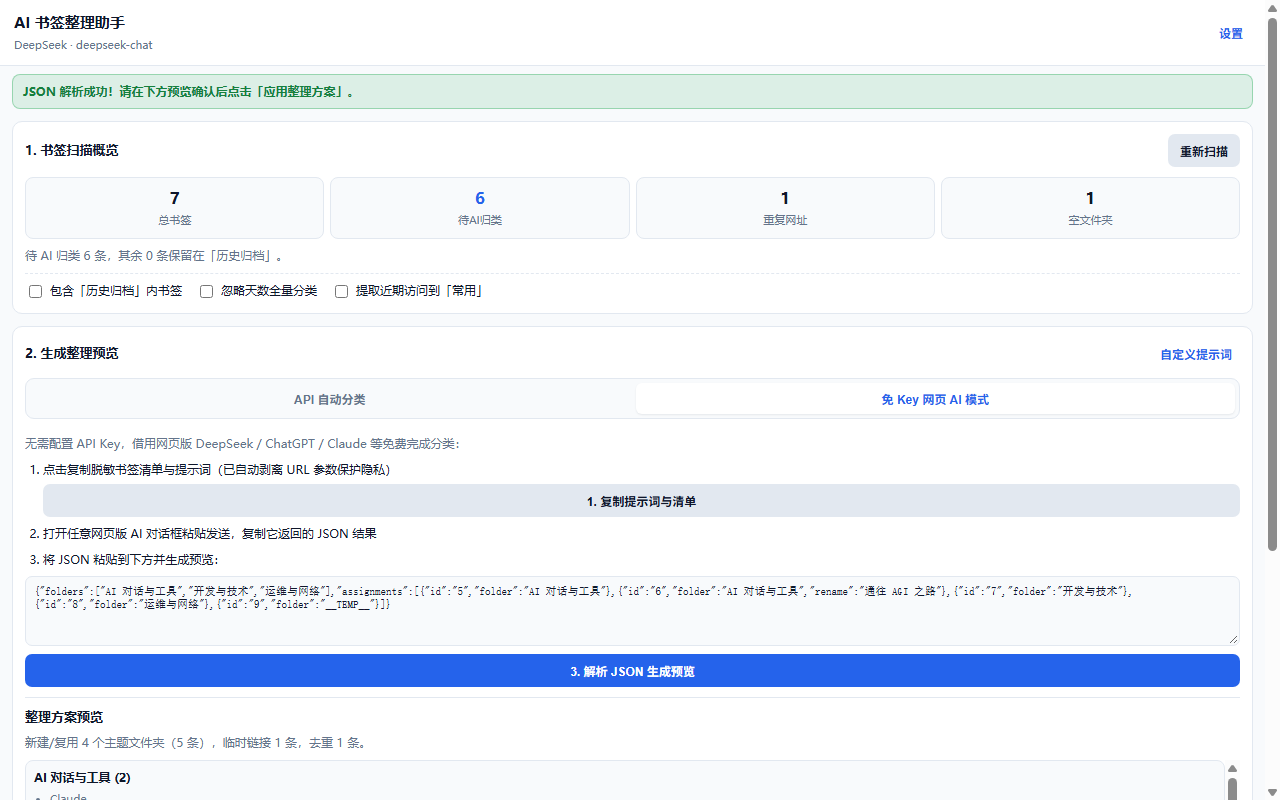 AI 书签整理助手
DeepSeek · deepseek-chat
设置
JSON 解析成功！请在下方预览确认后点击「应用整理方案」。
1. 书签扫描概览
重新扫描
7
总书签
6
待AI归类
1
重复网址
1
空文件夹
待 AI 归类 6 条，其余 0 条保留在「历史归档」。
包含「历史归档」内书签
忽略天数全量分类
提取近期访问到「常用」
2. 生成整理预览
自定义提示词
API 自动分类
免 Key 网页 AI 模式
无需配置 API Key，借用网页版 DeepSeek / ChatGPT / Claude 等免费完成分类：
1. 点击复制脱敏书签清单与提示词（已自动剥离 URL 参数保护隐私）
1. 复制提示词与清单
2. 打开任意网页版 AI 对话框粘贴发送，复制它返回的 JSON 结果
3. 将 JSON 粘贴到下方并生成预览：
{"folders":["AI 对话与工具","开发与技术","运维与网络"],"assignments":[{"id":"5","folder":"AI 对话与工具"},{"id":"6","folder":"AI 对话与工具","rename":"通往 AGI 之路"},{"id":"7","folder":"开发与技术"},
{"id":"8","folder":"运维与网络"},{"id":"9","folder":"__TEMP__"}]}
3. 解析 JSON 生成预览
整理方案预览
新建/复用 4 个主题文件夹（5 条），临时链接 1 条，去重 1 条。
AI 对话与工具 (2)
• Claude